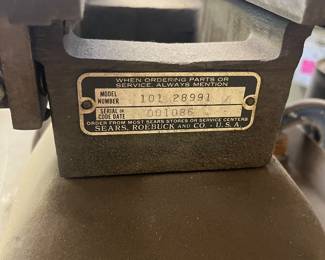 WHEN ORDERING PARTS OR
SERVICE, ALWAYS MENTION
MODEL
NUMBER 101 28991
SERIAL OR
CODE DATE 001086
ORDER FROM MOST SEARS STORES OR SERVICE CENTERS
SEARS, ROEBUCK AND CO. - U.S.A.